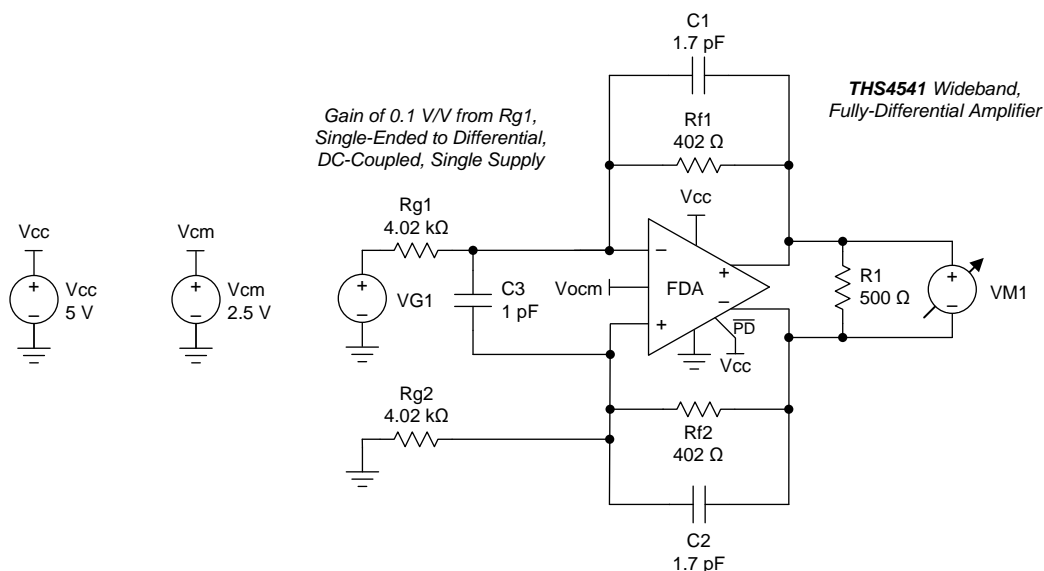 C1
1.7 pF
THS4541 Wideband,
Fully-Differential Amplifier
Gain of 0.1 V/V from Rg1,
Single-Ended to Differential,
DC-Coupled, Single Supply
Rf1
402 Ω
Vcc
Rg1
4.02 kΩ
Vcc
Vcm
+
−
Vcc
5 V
+
−
Vcm
2.5 V
+
−
VG1
C3
1 pF
Vocm
−
+
FDA
+
−
PD
Vcc
R1
500 Ω
+
−
VM1
Rg2
4.02 kΩ
Rf2
402 Ω
C2
1.7 pF